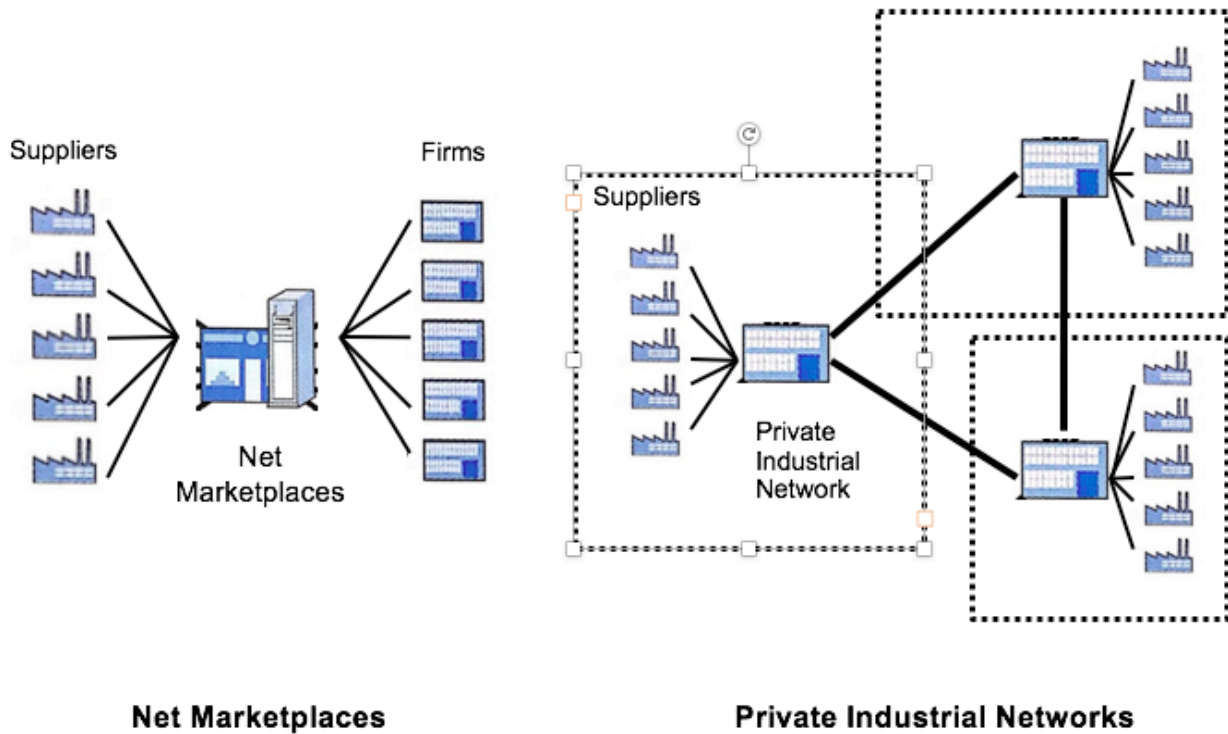 Suppliers
Firms
Net
Marketplaces
Suppliers
Private
Industrial
Network
Net Marketplaces
Private Industrial Networks